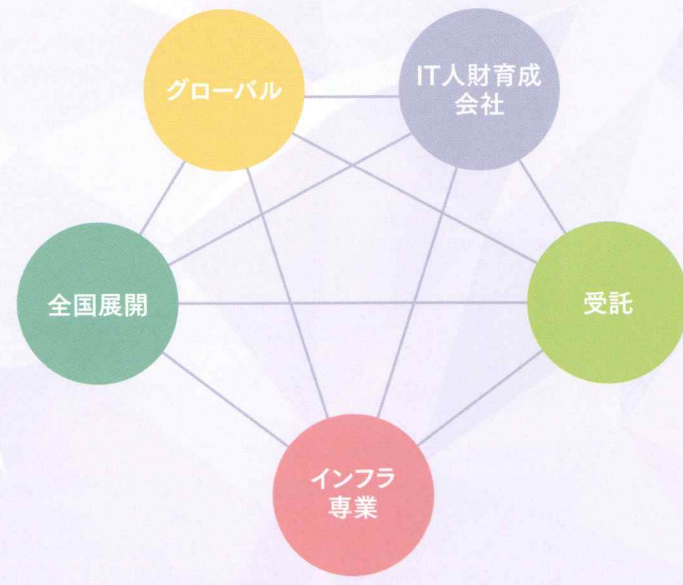 グローバル
IT人財育成
会社
全国展開
受託
インフラ
専業